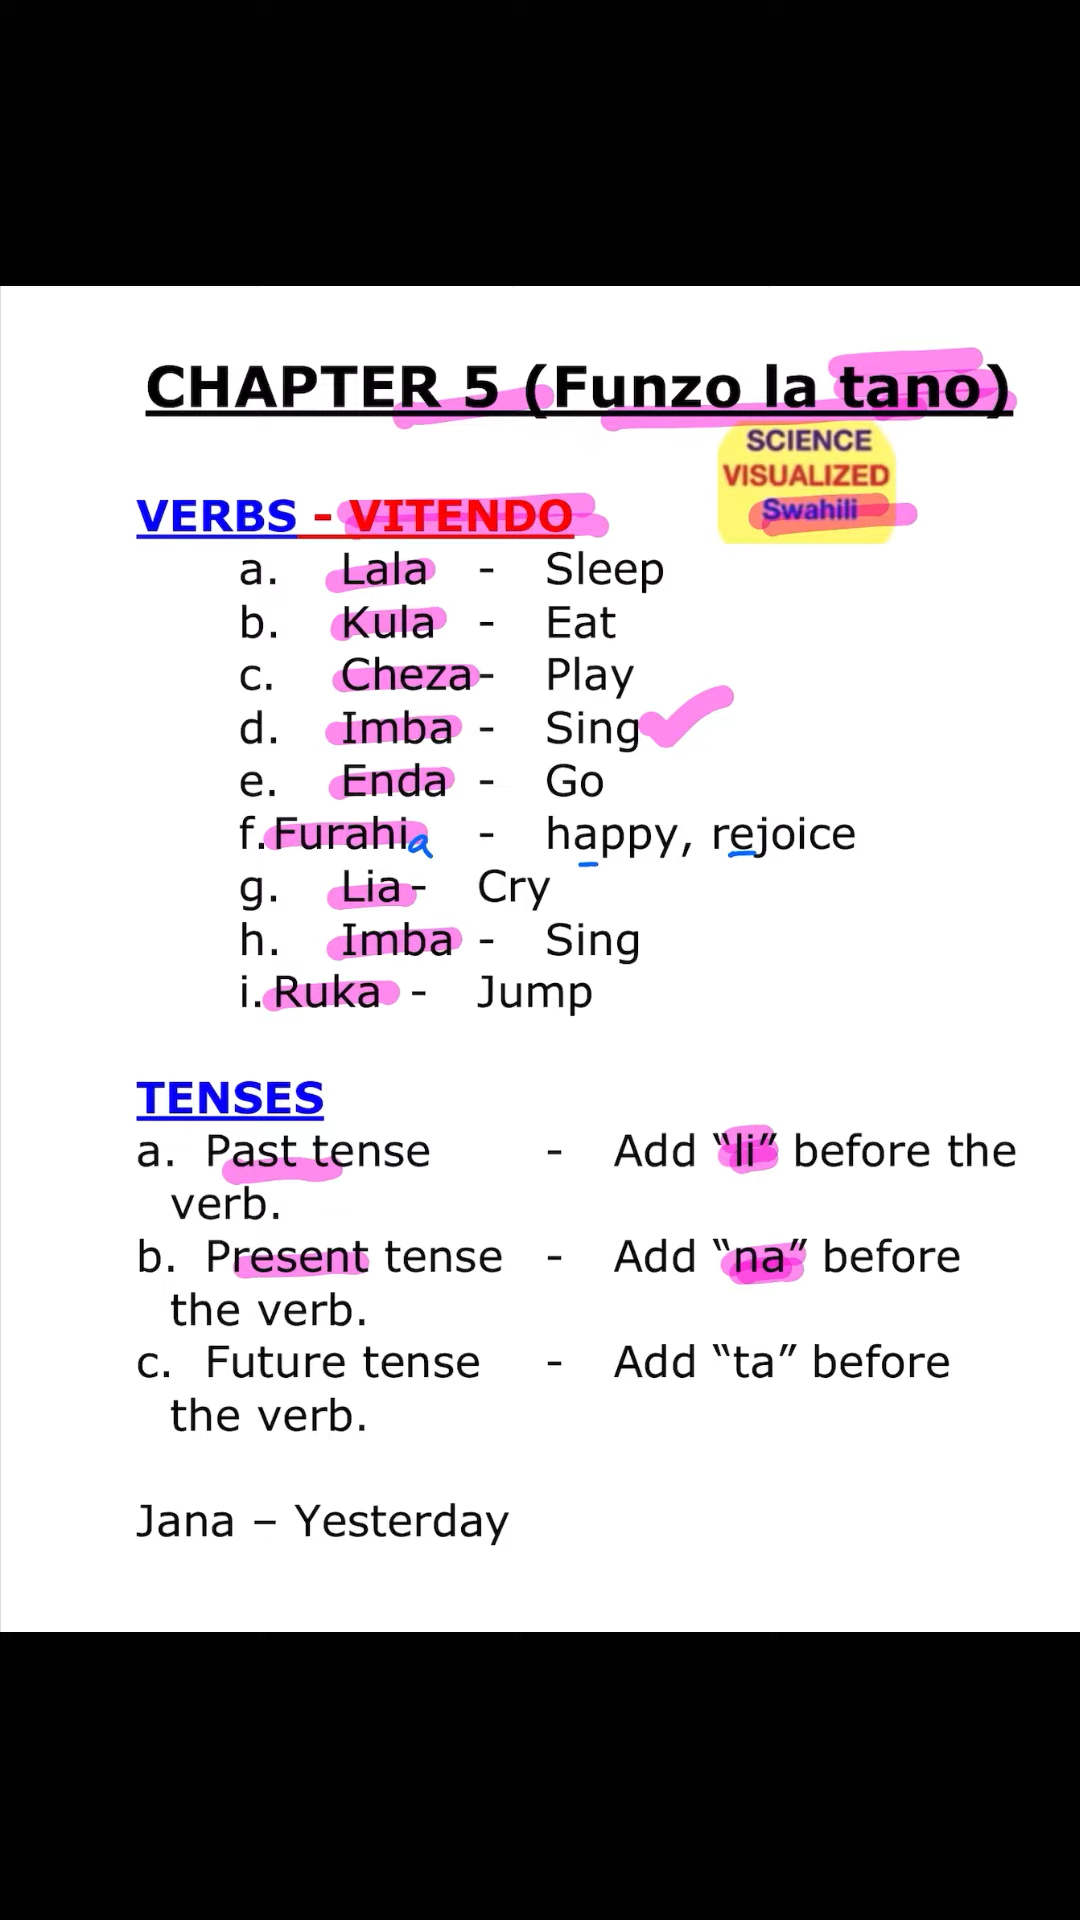 CHAPTER 5 (Funzo la tano)
SCIENCE
VISUALIZED
Swahili
VERBS - VITENDO
a. Lala - Sleep
b. Kula - Eat
c. Cheza - Play
d. Imba - Sing
e. Enda - Go
f. Furahia - happy, rejoice
g. Lia - Cry
h. Imba - Sing
i. Ruka - Jump
TENSES
a. Past tense - Add “li” before the
verb.
b. Present tense - Add “na” before
the verb.
c. Future tense - Add “ta” before
the verb.
Jana – Yesterday